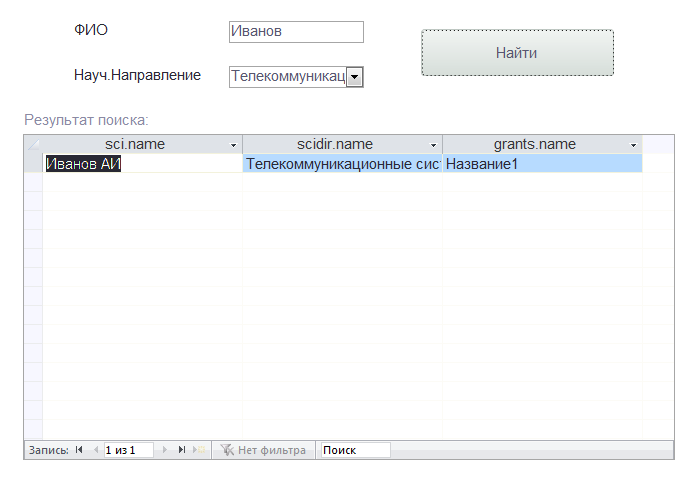 ФИО
Иванов
Найти
Науч.Направление
Телекоммуникац
Результат поиска:
sci.name scidir.name grants.name
Иванов АИ Телекоммуникационные сис Название1
Запись: 1 из 1 Нет фильтра Поиск